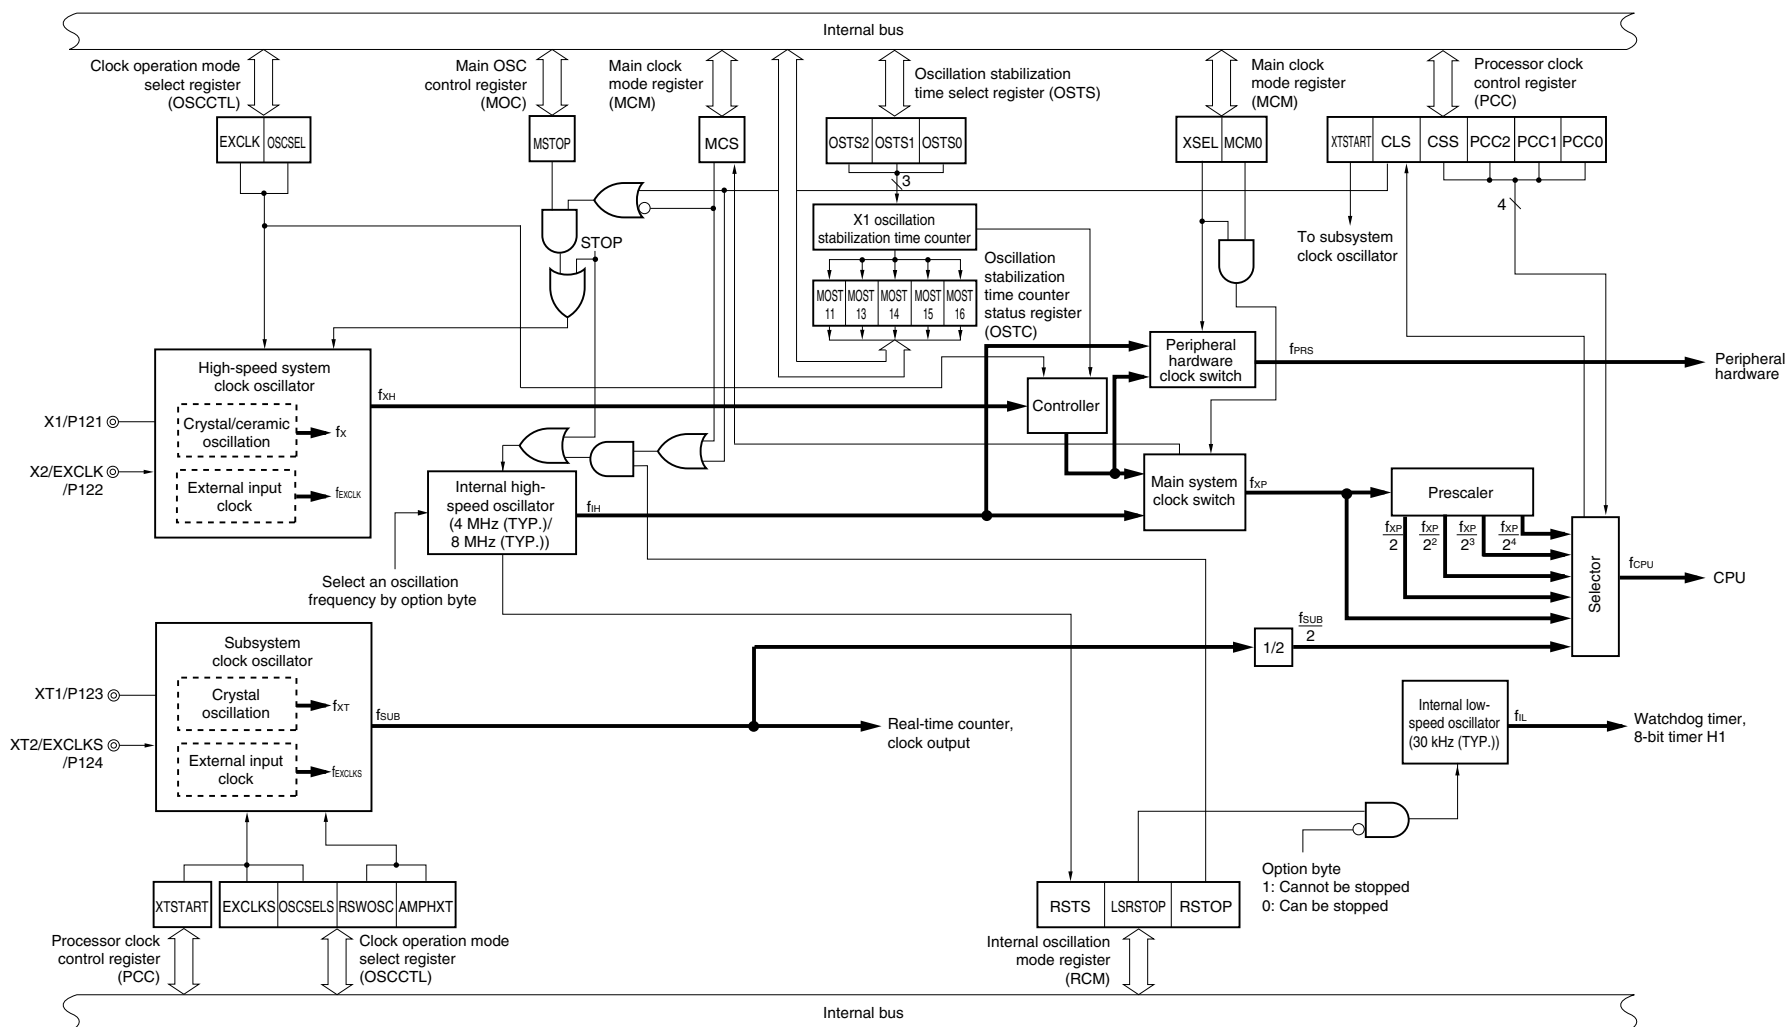 Internal bus
Clock operation mode
select register
(OSCCTL)
Main OSC
control register
(MOC)
Main clock
mode register
(MCM)
Oscillation stabilization
time select register (OSTS)
Main clock
mode register
(MCM)
Processor clock
control register
(PCC)
EXCLK OSCSEL
MSTOP
MCS
OSTS2 OSTS1 OSTS0
XSEL MCM0
XTSTART CLS CSS PCC2 PCC1 PCC0
3
4
STOP
X1 oscillation
stabilization time counter
To subsystem
clock oscillator
Oscillation
stabilization
time counter
status register
(OSTC)
MOST 11
MOST 13
MOST 14
MOST 15
MOST 16
High-speed system
clock oscillator
Crystal/ceramic
oscillation
fX
External input
clock
fEXCLK
X1/P121
X2/EXCLK
/P122
fXH
Controller
Peripheral
hardware
clock switch
fPRS
Peripheral
hardware
Internal high-
speed oscillator
(4 MHz (TYP.)/
8 MHz (TYP.))
fIH
Select an oscillation
frequency by option byte
Main system
clock switch
fXP
Prescaler
fXP
2
fXP
2²
fXP
2³
fXP
2⁴
Selector
fCPU
CPU
Subsystem
clock oscillator
Crystal
oscillation
fXT
External input
clock
fEXCLKS
XT1/P123
XT2/EXCLKS
/P124
fSUB
Real-time counter,
clock output
1/2
fSUB
2
Internal low-
speed oscillator
(30 kHz (TYP.))
fIL
Watchdog timer,
8-bit timer H1
Option byte
1: Cannot be stopped
0: Can be stopped
XTSTART
EXCLKS OSCSELS RSWOSC AMPHXT
RSTS LSRSTOP RSTOP
Processor clock
control register
(PCC)
Clock operation mode
select register
(OSCCTL)
Internal oscillation
mode register
(RCM)
Internal bus